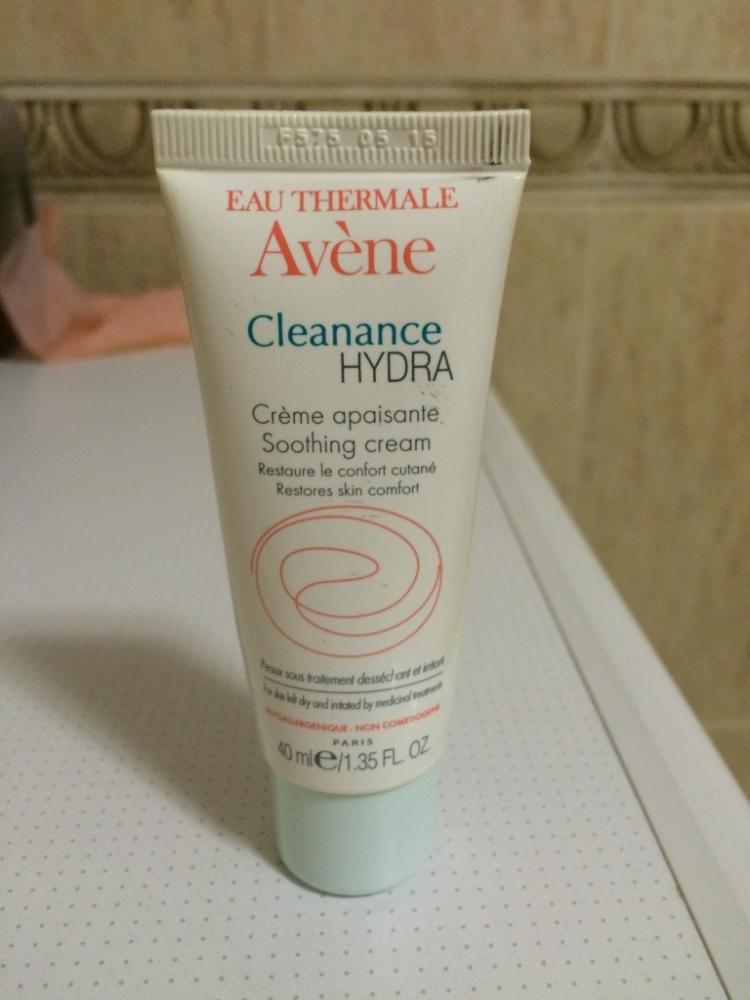 F575 05 15
EAU THERMALE
Avène
Cleanance
HYDRA
Crème apaisante
Soothing cream
Restaure le confort cutané
Restores skin comfort
Peaux sous traitement desséchant et irritant
For skin left dry and irritated by medicinal treatments
HYPOALLERGÉNIQUE - NON COMÉDOGÈNE
PARIS
40 ml e/1.35 FL. OZ.